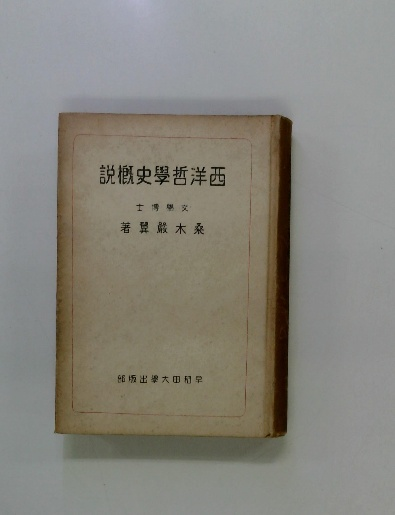 西洋哲學史概說
文學博士
桑木嚴翼著
早稻田大學出版部